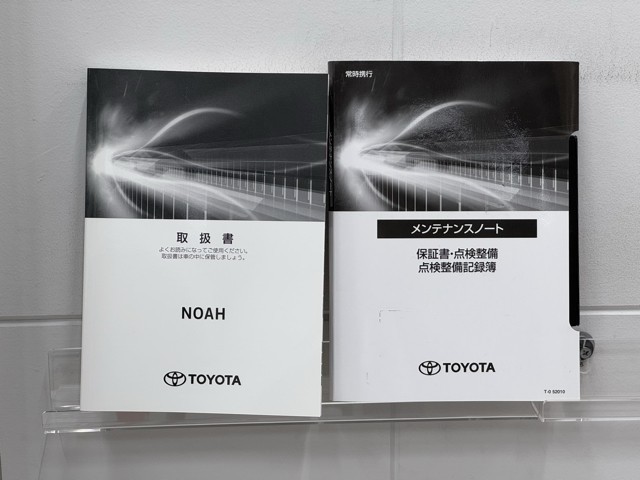 取扱書
よくお読みになってご使用ください。
取扱書は車の中に保管しましょう。
NOAH
TOYOTA
常時携行
メンテナンスノート
保証書・点検整備
点検整備記録簿
TOYOTA
T-0 52010